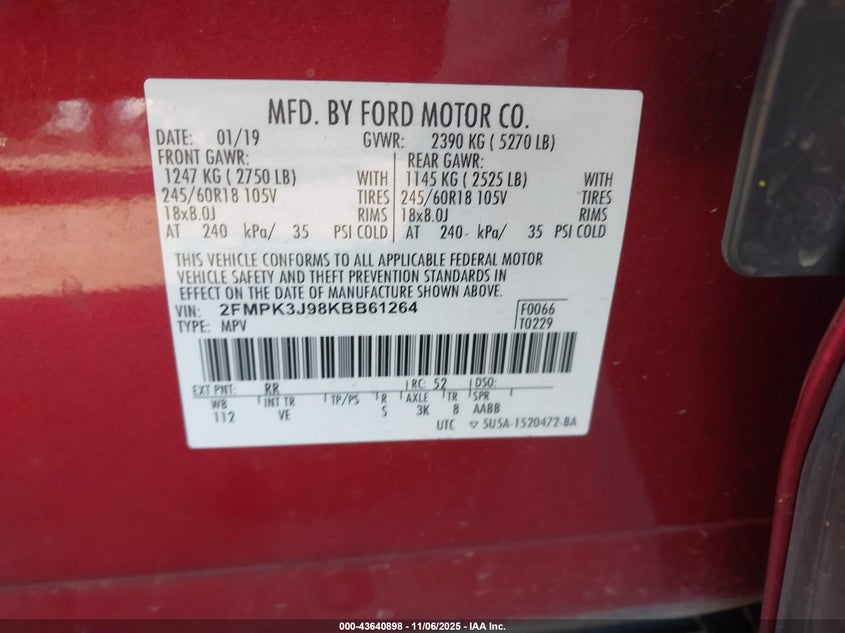 MFD. BY FORD MOTOR CO.
DATE: 01/19 GVWR: 2390 KG ( 5270 LB)
FRONT GAWR: REAR GAWR:
1247 KG ( 2750 LB) WITH 1145 KG ( 2525 LB) WITH
245/60R18 105V TIRES 245/60R18 105V TIRES
18x8.0J RIMS 18x8.0J RIMS
AT 240 kPa/ 35 PSI COLD AT 240 kPa/ 35 PSI COLD
THIS VEHICLE CONFORMS TO ALL APPLICABLE FEDERAL MOTOR
VEHICLE SAFETY AND THEFT PREVENTION STANDARDS IN
EFFECT ON THE DATE OF MANUFACTURE SHOWN ABOVE.
VIN: 2FMPK3J98KBB61264 F0066
TYPE: MPV T0229
EXT PNT: RR RC: 52 DSO:
WB INT TR TP/PS R AXLE TR SPR
112 VE S 3K 8 AABB
UTC ▽ 5U5A-1520472-BA
000-43640898 - 11/06/2025 - IAA Inc.